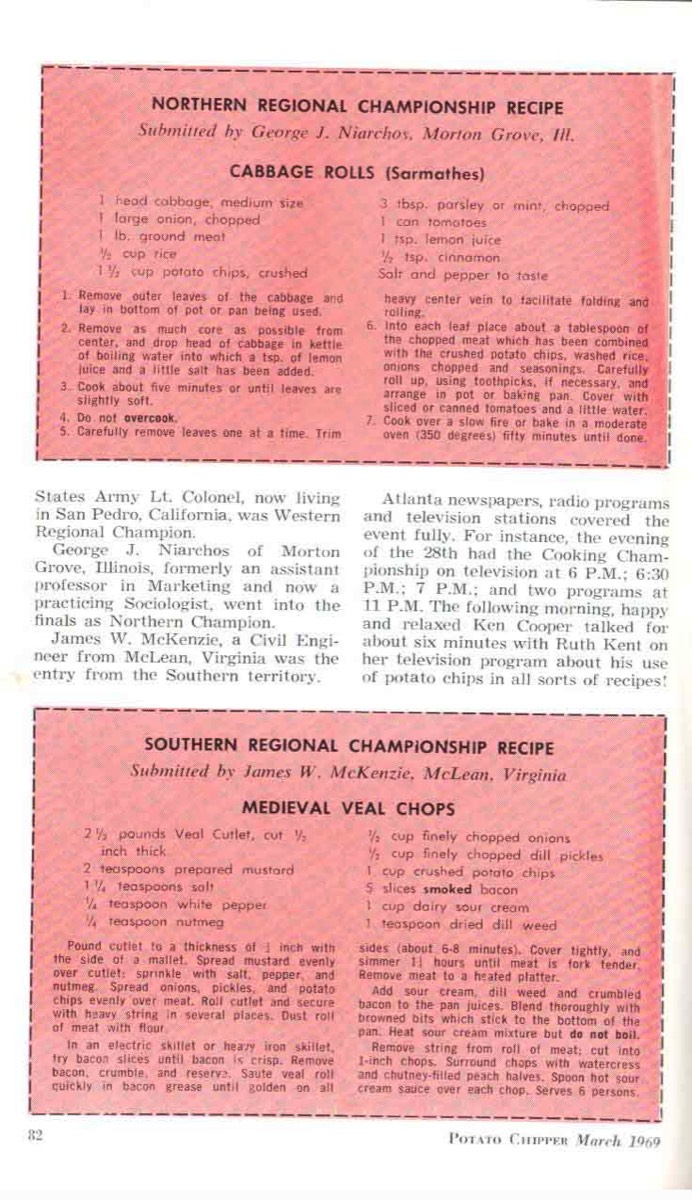 NORTHERN REGIONAL CHAMPIONSHIP RECIPE
Submitted by George J. Niarchos, Morton Grove, Ill.
CABBAGE ROLLS (Sarmathes)
1 head cabbage, medium size
1 large onion, chopped
1 lb. ground meat
½ cup rice
1 ½ cup potato chips, crushed
3 tbsp. parsley or mint, chopped
1 can tomatoes
1 tsp. lemon juice
½ tsp. cinnamon
Salt and pepper to taste
1. Remove outer leaves of the cabbage and
lay in bottom of pot or pan being used.
2. Remove as much core as possible from
center, and drop head of cabbage in kettle
of boiling water into which a tsp. of lemon
juice and a little salt has been added.
3. Cook about five minutes or until leaves are
slightly soft.
4. Do not overcook.
5. Carefully remove leaves one at a time. Trim
heavy center vein to facilitate folding and
rolling.
6. Into each leaf place about a tablespoon of
the chopped meat which has been combined
with the crushed potato chips, washed rice,
onions chopped and seasonings. Carefully
roll up, using toothpicks, if necessary, and
arrange in pot or baking pan. Cover with
sliced or canned tomatoes and a little water.
7. Cook over a slow fire or bake in a moderate
oven (350 degrees) fifty minutes until done.
States Army Lt. Colonel, now living
in San Pedro, California, was Western
Regional Champion.
George J. Niarchos of Morton
Grove, Illinois, formerly an assistant
professor in Marketing and now a
practicing Sociologist, went into the
finals as Northern Champion.
James W. McKenzie, a Civil Engi-
neer from McLean, Virginia was the
entry from the Southern territory.
Atlanta newspapers, radio programs
and television stations covered the
event fully. For instance, the evening
of the 28th had the Cooking Cham-
pionship on television at 6 P.M.; 6:30
P.M.; 7 P.M.; and two programs at
11 P.M. The following morning, happy
and relaxed Ken Cooper talked for
about six minutes with Ruth Kent on
her television program about his use
of potato chips in all sorts of recipes!
SOUTHERN REGIONAL CHAMPIONSHIP RECIPE
Submitted by James W. McKenzie, McLean, Virginia
MEDIEVAL VEAL CHOPS
2 ½ pounds Veal Cutlet, cut ½
inch thick
2 teaspoons prepared mustard
1 ¼ teaspoons salt
¼ teaspoon white pepper
¼ teaspoon nutmeg
½ cup finely chopped onions
½ cup finely chopped dill pickles
1 cup crushed potato chips
5 slices smoked bacon
1 cup dairy sour cream
1 teaspoon dried dill weed
Pound cutlet to a thickness of inch with
the side of a mallet. Spread mustard evenly
over cutlet; sprinkle with salt, pepper, and
nutmeg. Spread onions, pickles, and potato
chips evenly over meat. Roll cutlet and secure
with heavy string in several places. Dust roll
of meat with flour.
In an electric skillet or heavy iron skillet,
fry bacon slices until bacon is crisp. Remove
bacon, crumble, and reserve. Saute veal roll
quickly in bacon grease until golden on all
sides (about 6-8 minutes). Cover tightly, and
simmer hours until meat is fork tender.
Remove meat to a heated platter.
Add sour cream, dill weed and crumbled
bacon to the pan juices. Blend thoroughly with
browned bits which stick to the bottom of the
pan. Heat sour cream mixture but do not boil.
Remove string from roll of meat; cut into
1-inch chops. Surround chops with watercress
and chutney-filled peach halves. Spoon hot sour
cream sauce over each chop. Serves 6 persons.
82
POTATO CHIPPER March 1969